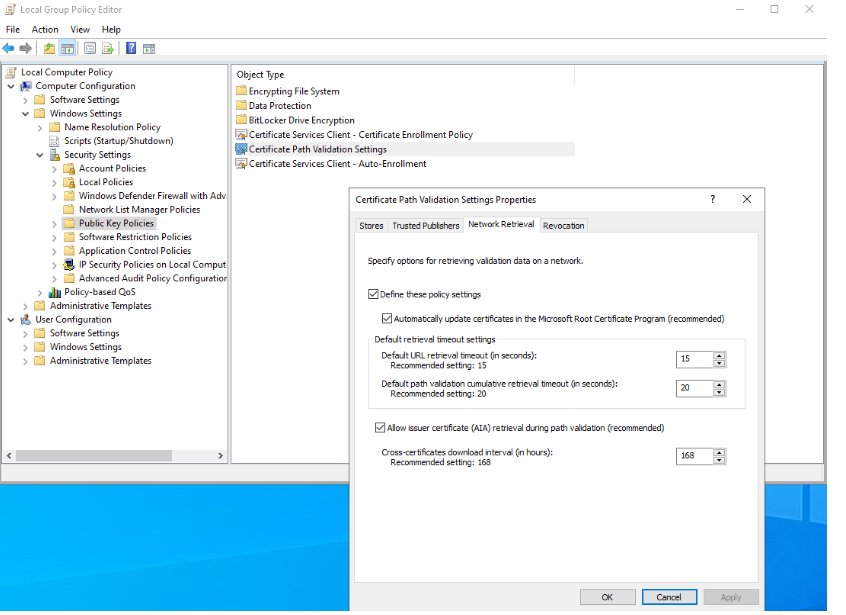 Local Group Policy Editor
File Action View Help
Local Computer Policy
Computer Configuration
Software Settings
Windows Settings
Name Resolution Policy
Scripts (Startup/Shutdown)
Security Settings
Account Policies
Local Policies
Windows Defender Firewall with Adv
Network List Manager Policies
Public Key Policies
Software Restriction Policies
Application Control Policies
IP Security Policies on Local Comput
Advanced Audit Policy Configuration
Policy-based QoS
Administrative Templates
User Configuration
Software Settings
Windows Settings
Administrative Templates
Object Type
Encrypting File System
Data Protection
BitLocker Drive Encryption
Certificate Services Client - Certificate Enrollment Policy
Certificate Path Validation Settings
Certificate Services Client - Auto-Enrollment
Certificate Path Validation Settings Properties
Stores Trusted Publishers Network Retrieval Revocation
Specify options for retrieving validation data on a network.
Define these policy settings
Automatically update certificates in the Microsoft Root Certificate Program (recommended)
Default retrieval timeout settings
Default URL retrieval timeout (in seconds): 15
Recommended setting: 15
Default path validation cumulative retrieval timeout (in seconds): 20
Recommended setting: 20
Allow issuer certificate (AIA) retrieval during path validation (recommended)
Cross-certificates download interval (in hours): 168
Recommended setting: 168
OK Cancel Apply